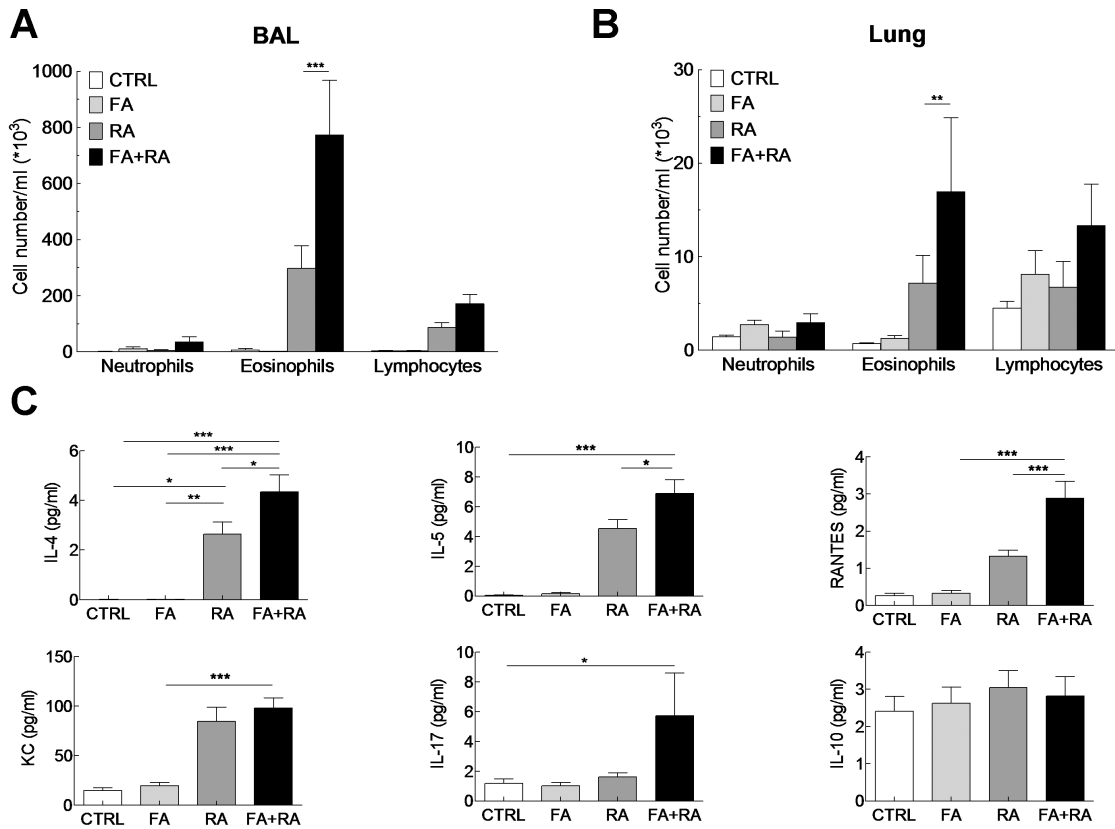 A
BAL
1000
800
600
400
200
0
Cell number/ml (*10³)
CTRL
FA
RA
FA+RA
***
Neutrophils Eosinophils Lymphocytes
B
Lung
30
20
10
0
Cell number/ml (*10³)
CTRL
FA
RA
FA+RA
**
Neutrophils Eosinophils Lymphocytes
C
***
***
*
*
**
6
4
2
0
IL-4 (pg/ml)
CTRL FA RA FA+RA
***
*
10
8
6
4
2
0
IL-5 (pg/ml)
CTRL FA RA FA+RA
***
***
4
3
2
1
0
RANTES (pg/ml)
CTRL FA RA FA+RA
***
150
100
50
0
KC (pg/ml)
CTRL FA RA FA+RA
*
10
8
6
4
2
0
IL-17 (pg/ml)
CTRL FA RA FA+RA
4
3
2
1
0
IL-10 (pg/ml)
CTRL FA RA FA+RA